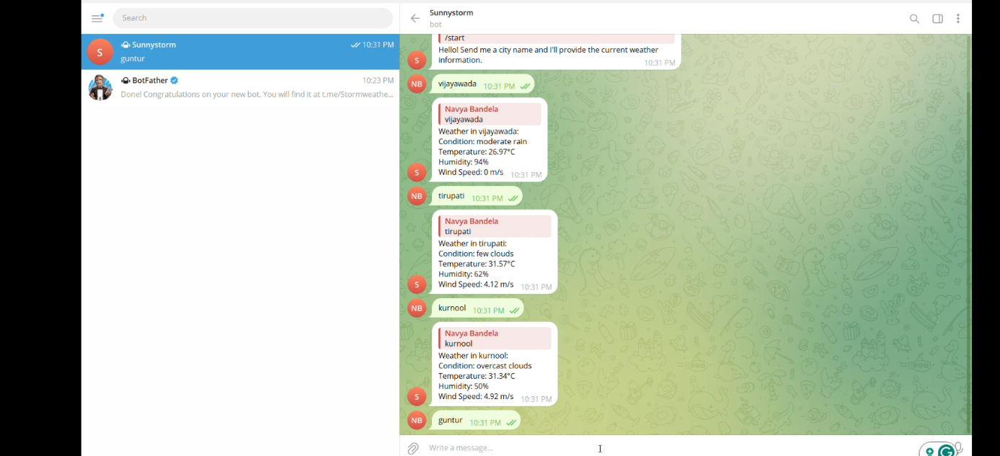 Search
S
Sunnystorm
10:31 PM
guntur
BotFather
10:23 PM
Done! Congratulations on your new bot. You will find it at t.me/Stormweathe...
Sunnystorm
bot
/start
Hello! Send me a city name and I'll provide the current weather
information.
10:31 PM
S
NB
vijayawada 10:31 PM
Navya Bandela
vijayawada
Weather in vijayawada:
Condition: moderate rain
Temperature: 26.97°C
Humidity: 94%
Wind Speed: 0 m/s 10:31 PM
S
NB
tirupati 10:31 PM
Navya Bandela
tirupati
Weather in tirupati:
Condition: few clouds
Temperature: 31.57°C
Humidity: 62%
Wind Speed: 4.12 m/s 10:31 PM
S
NB
kurnool 10:31 PM
Navya Bandela
kurnool
Weather in kurnool:
Condition: overcast clouds
Temperature: 31.34°C
Humidity: 50%
Wind Speed: 4.92 m/s 10:31 PM
S
NB
guntur 10:31 PM
Write a message...